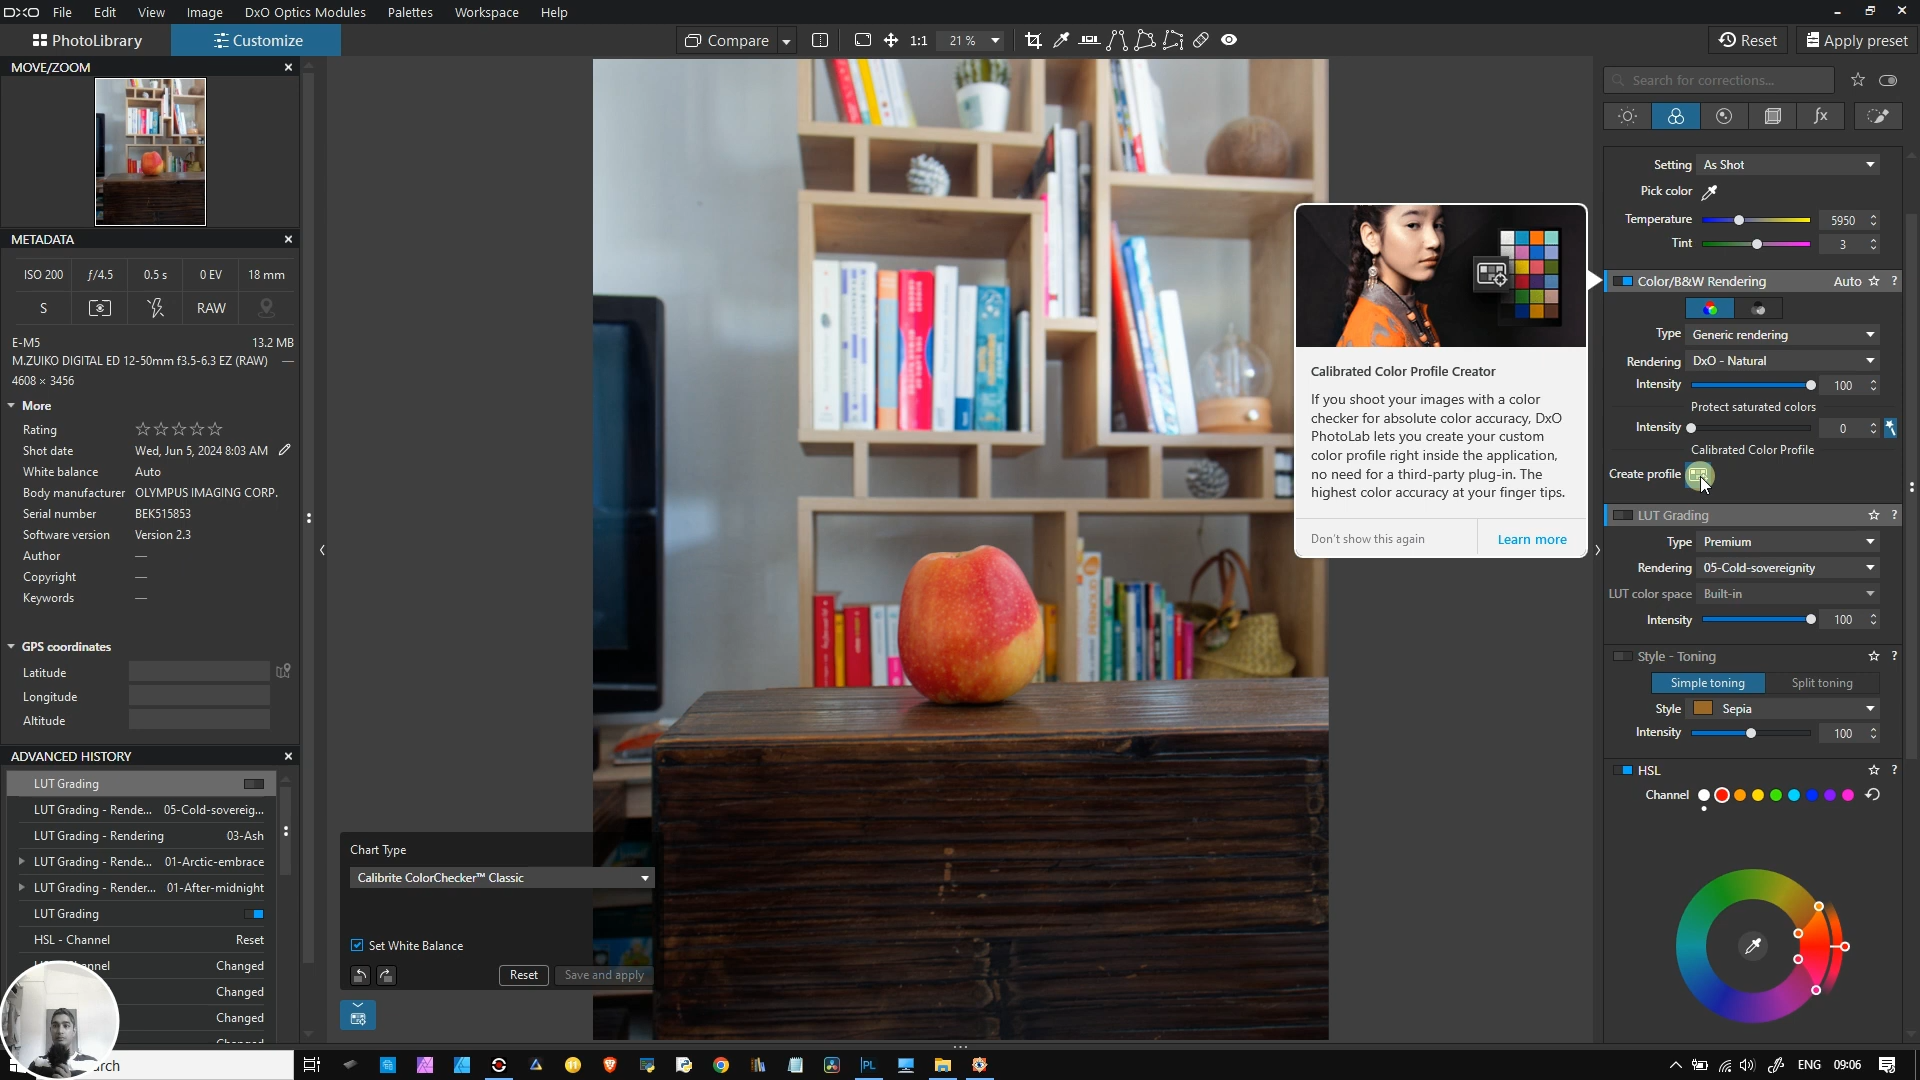 DXO File Edit View Image DxO Optics Modules Palettes Workspace Help
PhotoLibrary Customize Compare 1:1 21 % Reset Apply preset
MOVE/ZOOM
METADATA
ISO 200 ƒ/4.5 0.5 s 0 EV 18 mm
S RAW
E-M5 13.2 MB
M.ZUIKO DIGITAL ED 12-50mm f3.5-6.3 EZ (RAW) —
4608 × 3456
More
Rating
Shot date Wed, Jun 5, 2024 8:03 AM
White balance Auto
Body manufacturer OLYMPUS IMAGING CORP.
Serial number BEK515853
Software version Version 2.3
Author —
Copyright —
Keywords —
GPS coordinates
Latitude
Longitude
Altitude
ADVANCED HISTORY
LUT Grading
LUT Grading - Rende... 05-Cold-sovereig...
LUT Grading - Rendering 03-Ash
LUT Grading - Rende... 01-Arctic-embrace
LUT Grading - Render... 01-After-midnight
LUT Grading
HSL - Channel Reset
Changed
Changed
Changed
Chart Type
Calibrite ColorChecker™ Classic
Set White Balance
Reset Save and apply
Calibrated Color Profile Creator
If you shoot your images with a color
checker for absolute color accuracy, DxO
PhotoLab lets you create your custom
color profile right inside the application,
no need for a third-party plug-in. The
highest color accuracy at your finger tips.
Don't show this again Learn more
Search for corrections...
fx
Setting As Shot
Pick color
Temperature 5950
Tint 3
Color/B&W Rendering Auto ?
Type Generic rendering
Rendering DxO - Natural
Intensity 100
Protect saturated colors
Intensity 0
Calibrated Color Profile
Create profile
LUT Grading ?
Type Premium
Rendering 05-Cold-sovereignity
LUT color space Built-in
Intensity 100
Style - Toning ?
Simple toning Split toning
Style Sepia
Intensity 100
HSL ?
Channel
arch PL ENG 09:06